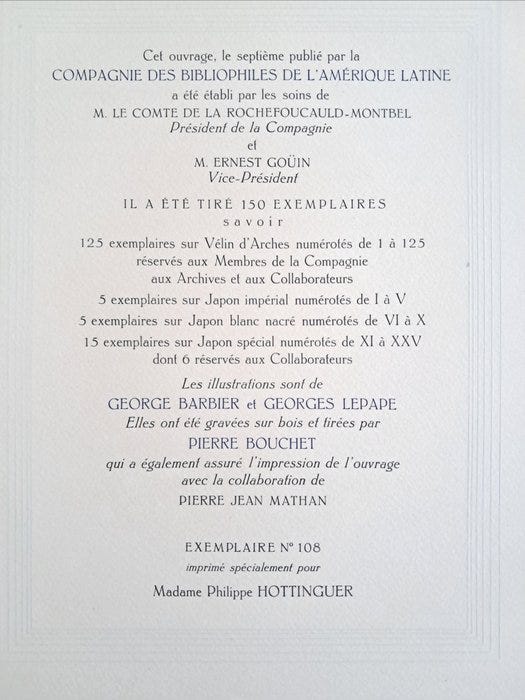 Cet ouvrage, le septième publié par la
COMPAGNIE DES BIBLIOPHILES DE L'AMÉRIQUE LATINE
a été établi par les soins de
M. LE COMTE DE LA ROCHEFOUCAULD-MONTBEL
Président de la Compagnie
et
M. ERNEST GOÜIN
Vice-Président
IL A ÉTÉ TIRÉ 150 EXEMPLAIRES
savoir
125 exemplaires sur Vélin d'Arches numérotés de 1 à 125
réservés aux Membres de la Compagnie
aux Archives et aux Collaborateurs
5 exemplaires sur Japon impérial numérotés de I à V
5 exemplaires sur Japon blanc nacré numérotés de VI à X
15 exemplaires sur Japon spécial numérotés de XI à XXV
dont 6 réservés aux Collaborateurs
Les illustrations sont de
GEORGE BARBIER et GEORGES LEPAPE
Elles ont été gravées sur bois et tirées par
PIERRE BOUCHET
qui a également assuré l'impression de l'ouvrage
avec la collaboration de
PIERRE JEAN MATHAN
EXEMPLAIRE N° 108
imprimé spécialement pour
Madame Philippe HOTTINGUER